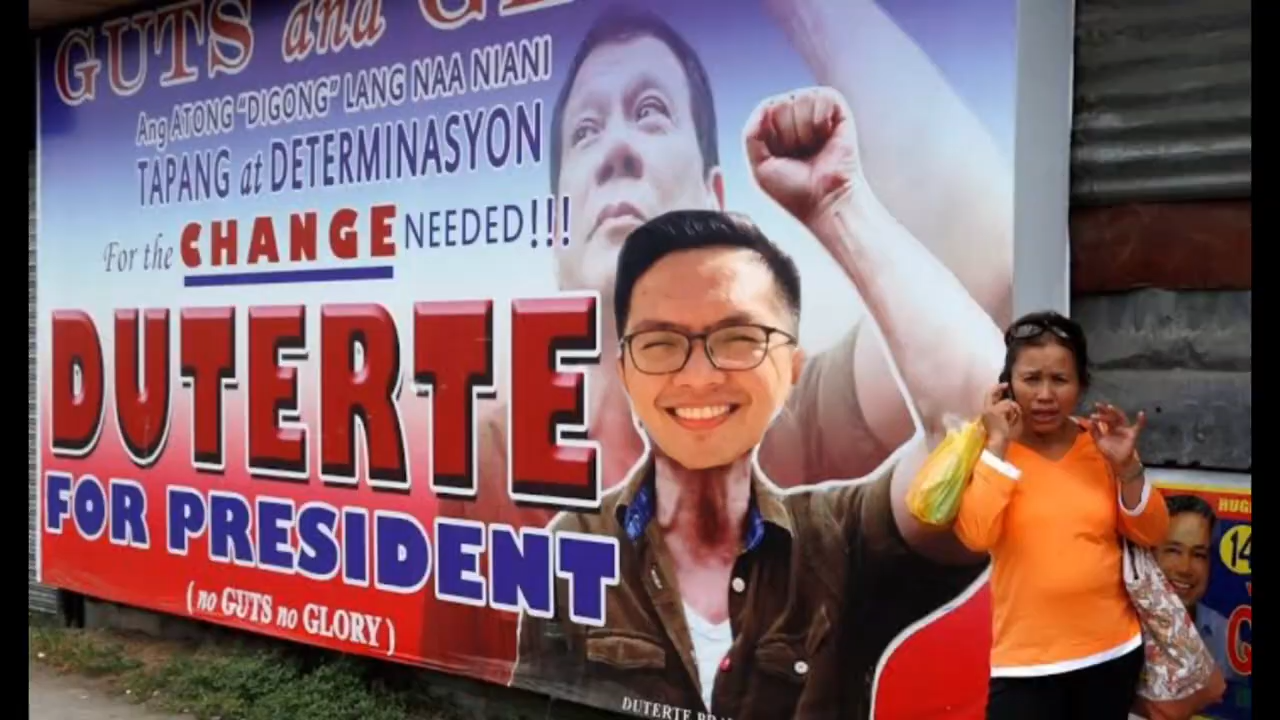 GUTS and
Ang ATONG "DIGONG" LANG NAA NIANI
TAPANG at DETERMINASYON
For the CHANGE NEEDED!!!
DUTERTE
FOR PRESIDENT
( no GUTS no GLORY )
DUTERTE
14